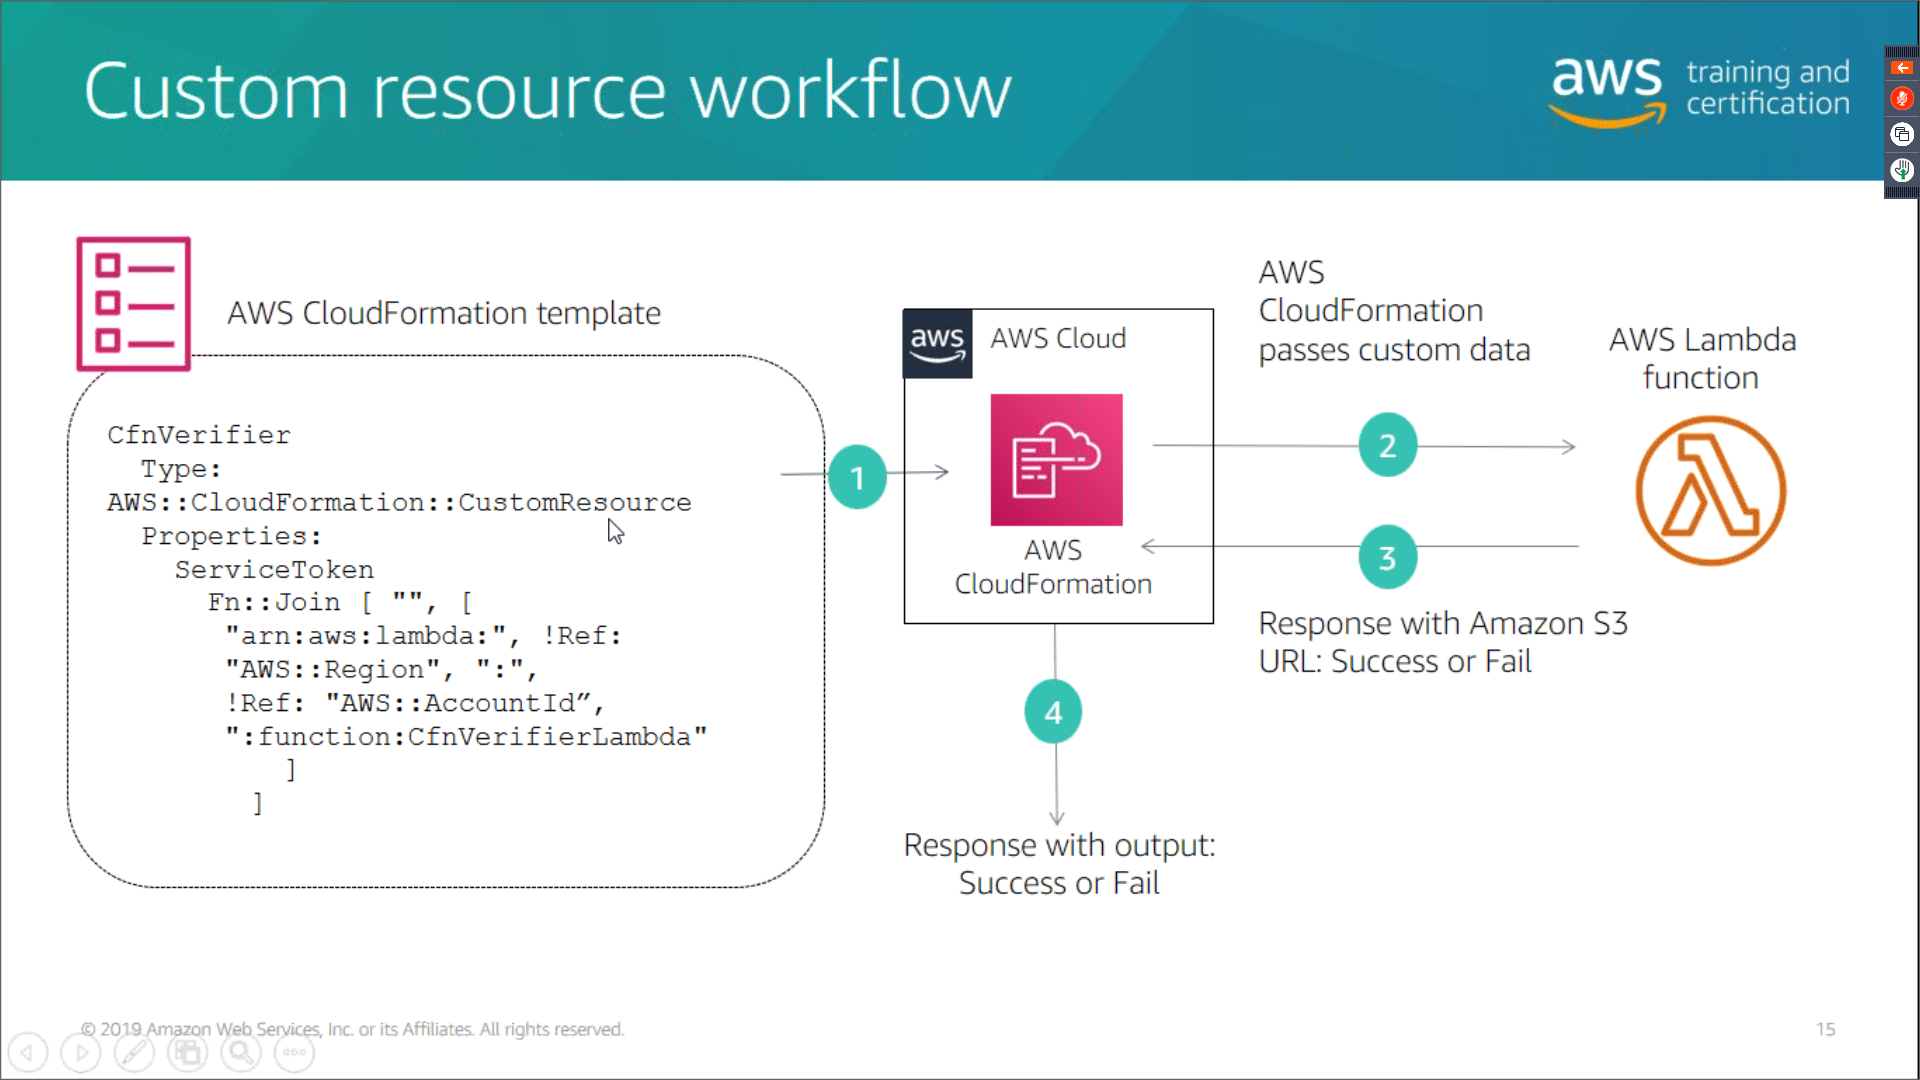 Custom resource workflow
aws training and
certification
AWS CloudFormation template
CfnVerifier
Type:
AWS::CloudFormation::CustomResource
Properties:
ServiceToken
Fn::Join [ "", [
"arn:aws:lambda:", !Ref:
"AWS::Region", ":",
!Ref: "AWS::AccountId”,
":function:CfnVerifierLambda"
]
]
1
aws
AWS Cloud
AWS
CloudFormation
AWS
CloudFormation
passes custom data
2
AWS Lambda
function
3
Response with Amazon S3
URL: Success or Fail
4
Response with output:
Success or Fail
© 2019 Amazon Web Services, Inc. or its Affiliates. All rights reserved.
15